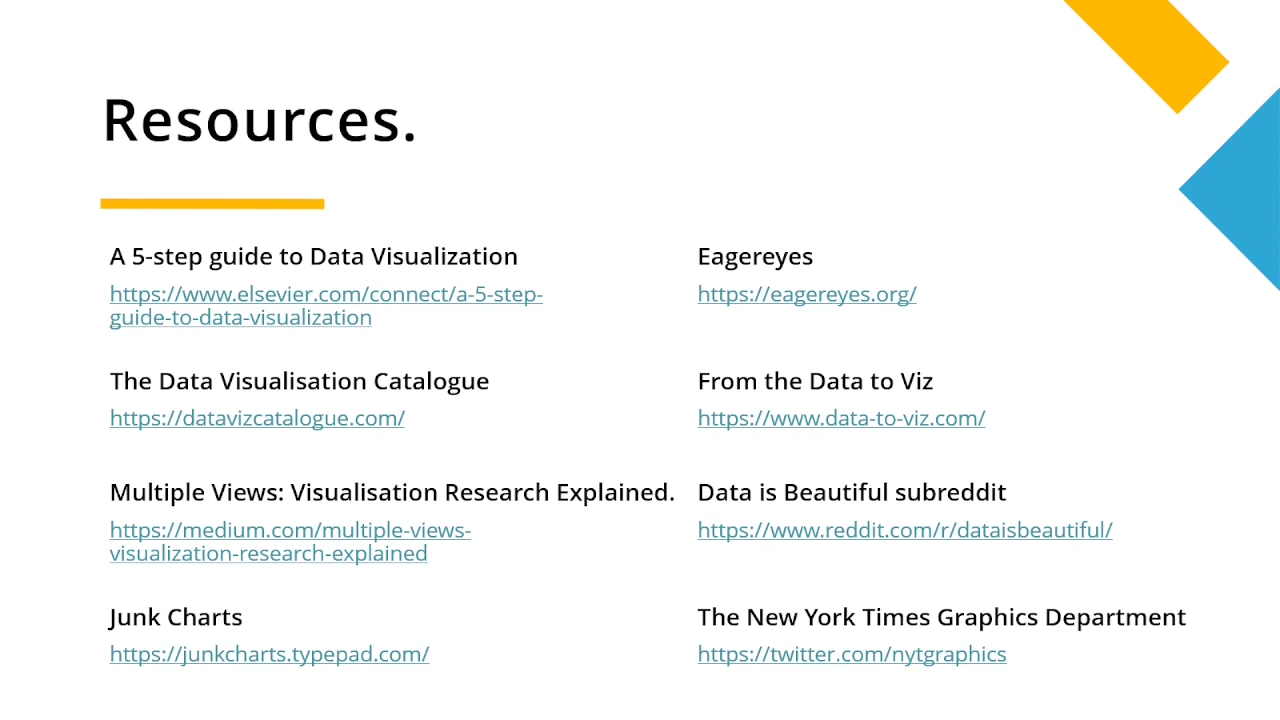 Resources.
A 5-step guide to Data Visualization
https://www.elsevier.com/connect/a-5-step-
guide-to-data-visualization
The Data Visualisation Catalogue
https://datavizcatalogue.com/
Multiple Views: Visualisation Research Explained.
https://medium.com/multiple-views-
visualization-research-explained
Junk Charts
https://junkcharts.typepad.com/
Eagereyes
https://eagereyes.org/
From the Data to Viz
https://www.data-to-viz.com/
Data is Beautiful subreddit
https://www.reddit.com/r/dataisbeautiful/
The New York Times Graphics Department
https://twitter.com/nytgraphics